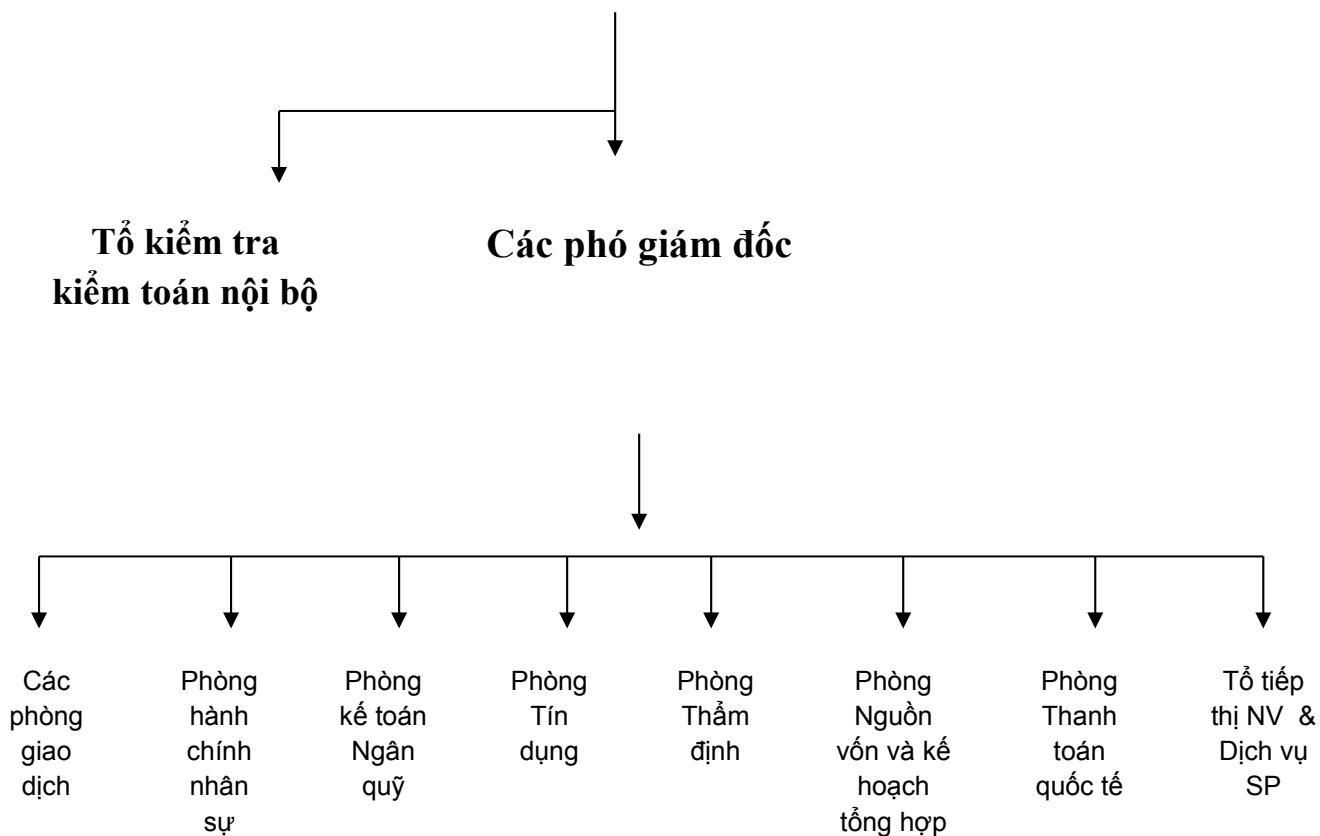 Tổ kiểm tra
kiểm toán nội bộ
Các phó giám đốc
Các
phòng
giao
dịch
Phòng
hành
chính
nhân
sự
Phòng
kế toán
Ngân
quỹ
Phòng
Tín
dụng
Phòng
Thẩm
định
Phòng
Nguồn
vốn và kế
hoạch
tổng hợp
Phòng
Thanh
toán
quốc tế
Tổ tiếp
thị NV &
Dịch vụ
SP